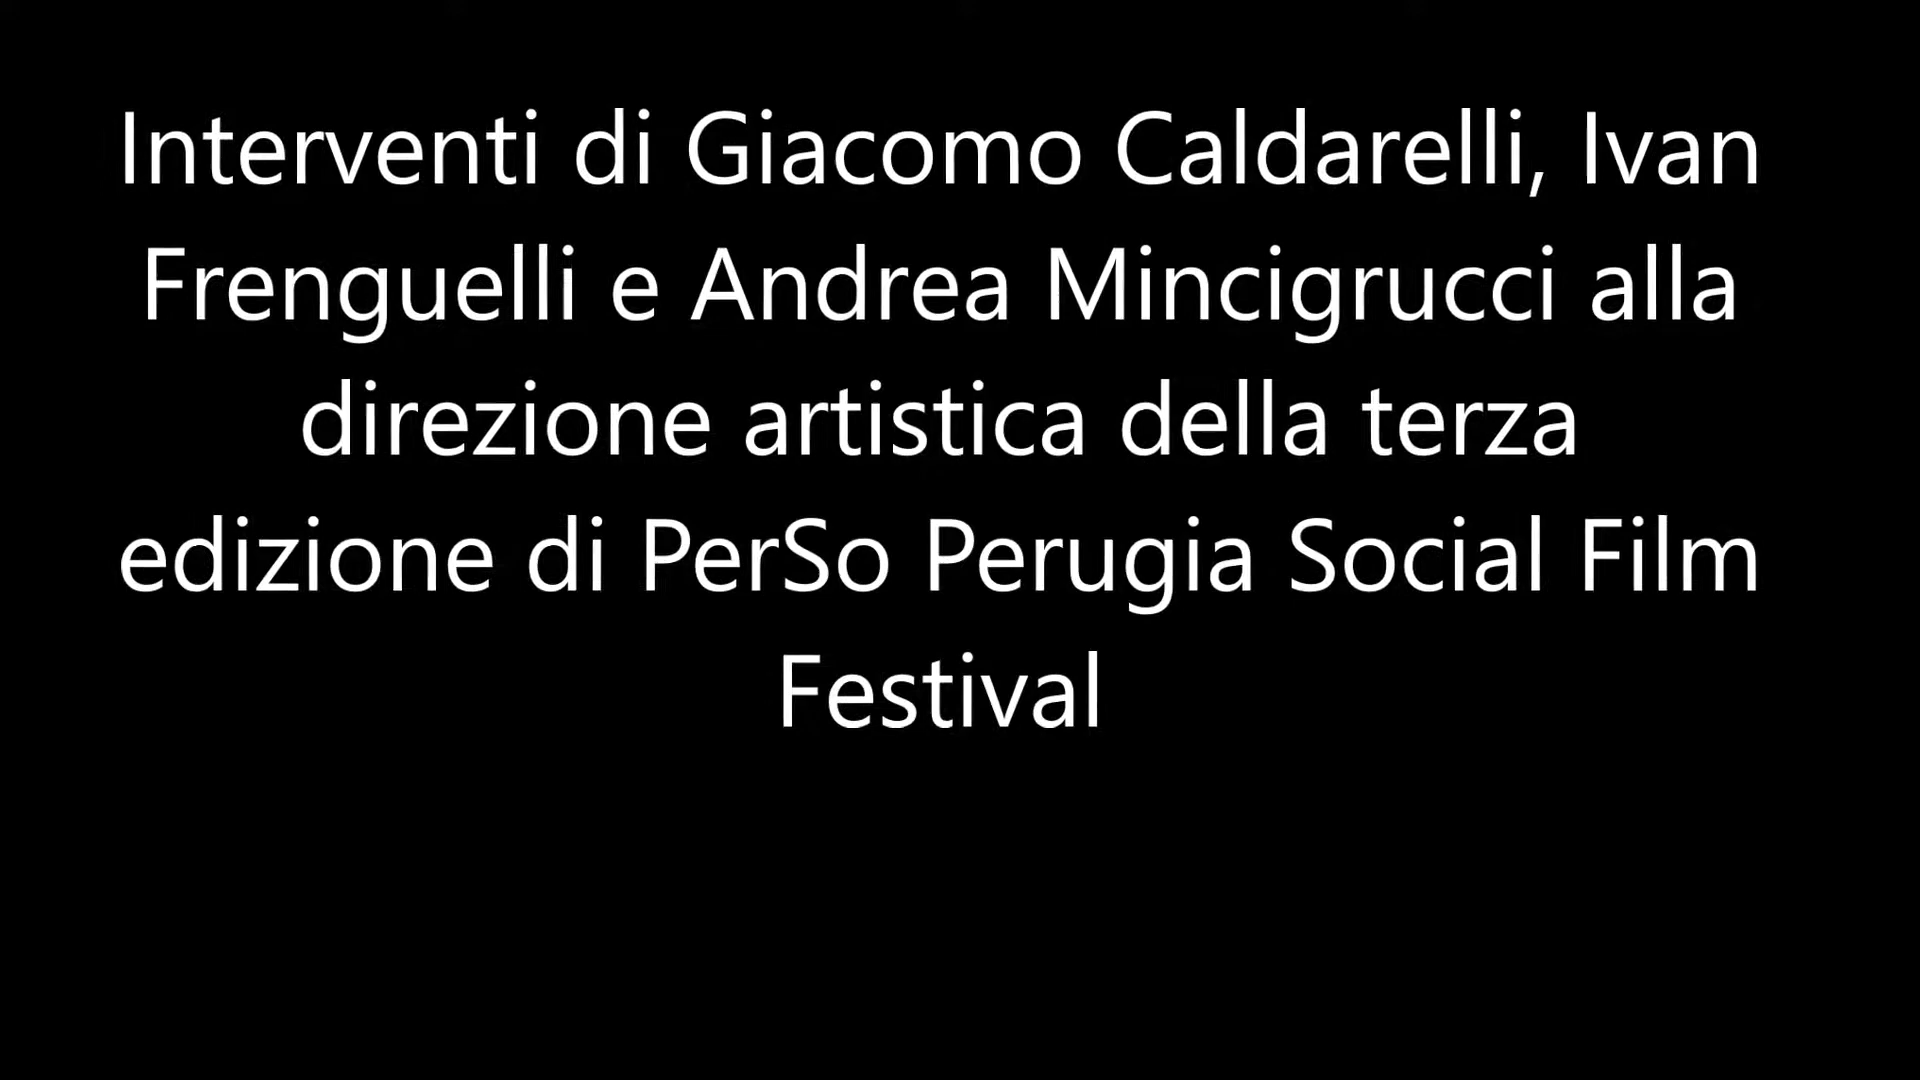 Interventi di Giacomo Caldarelli, Ivan
Frenguelli e Andrea Mincigrucci alla
direzione artistica della terza
edizione di PerSo Perugia Social Film
Festival